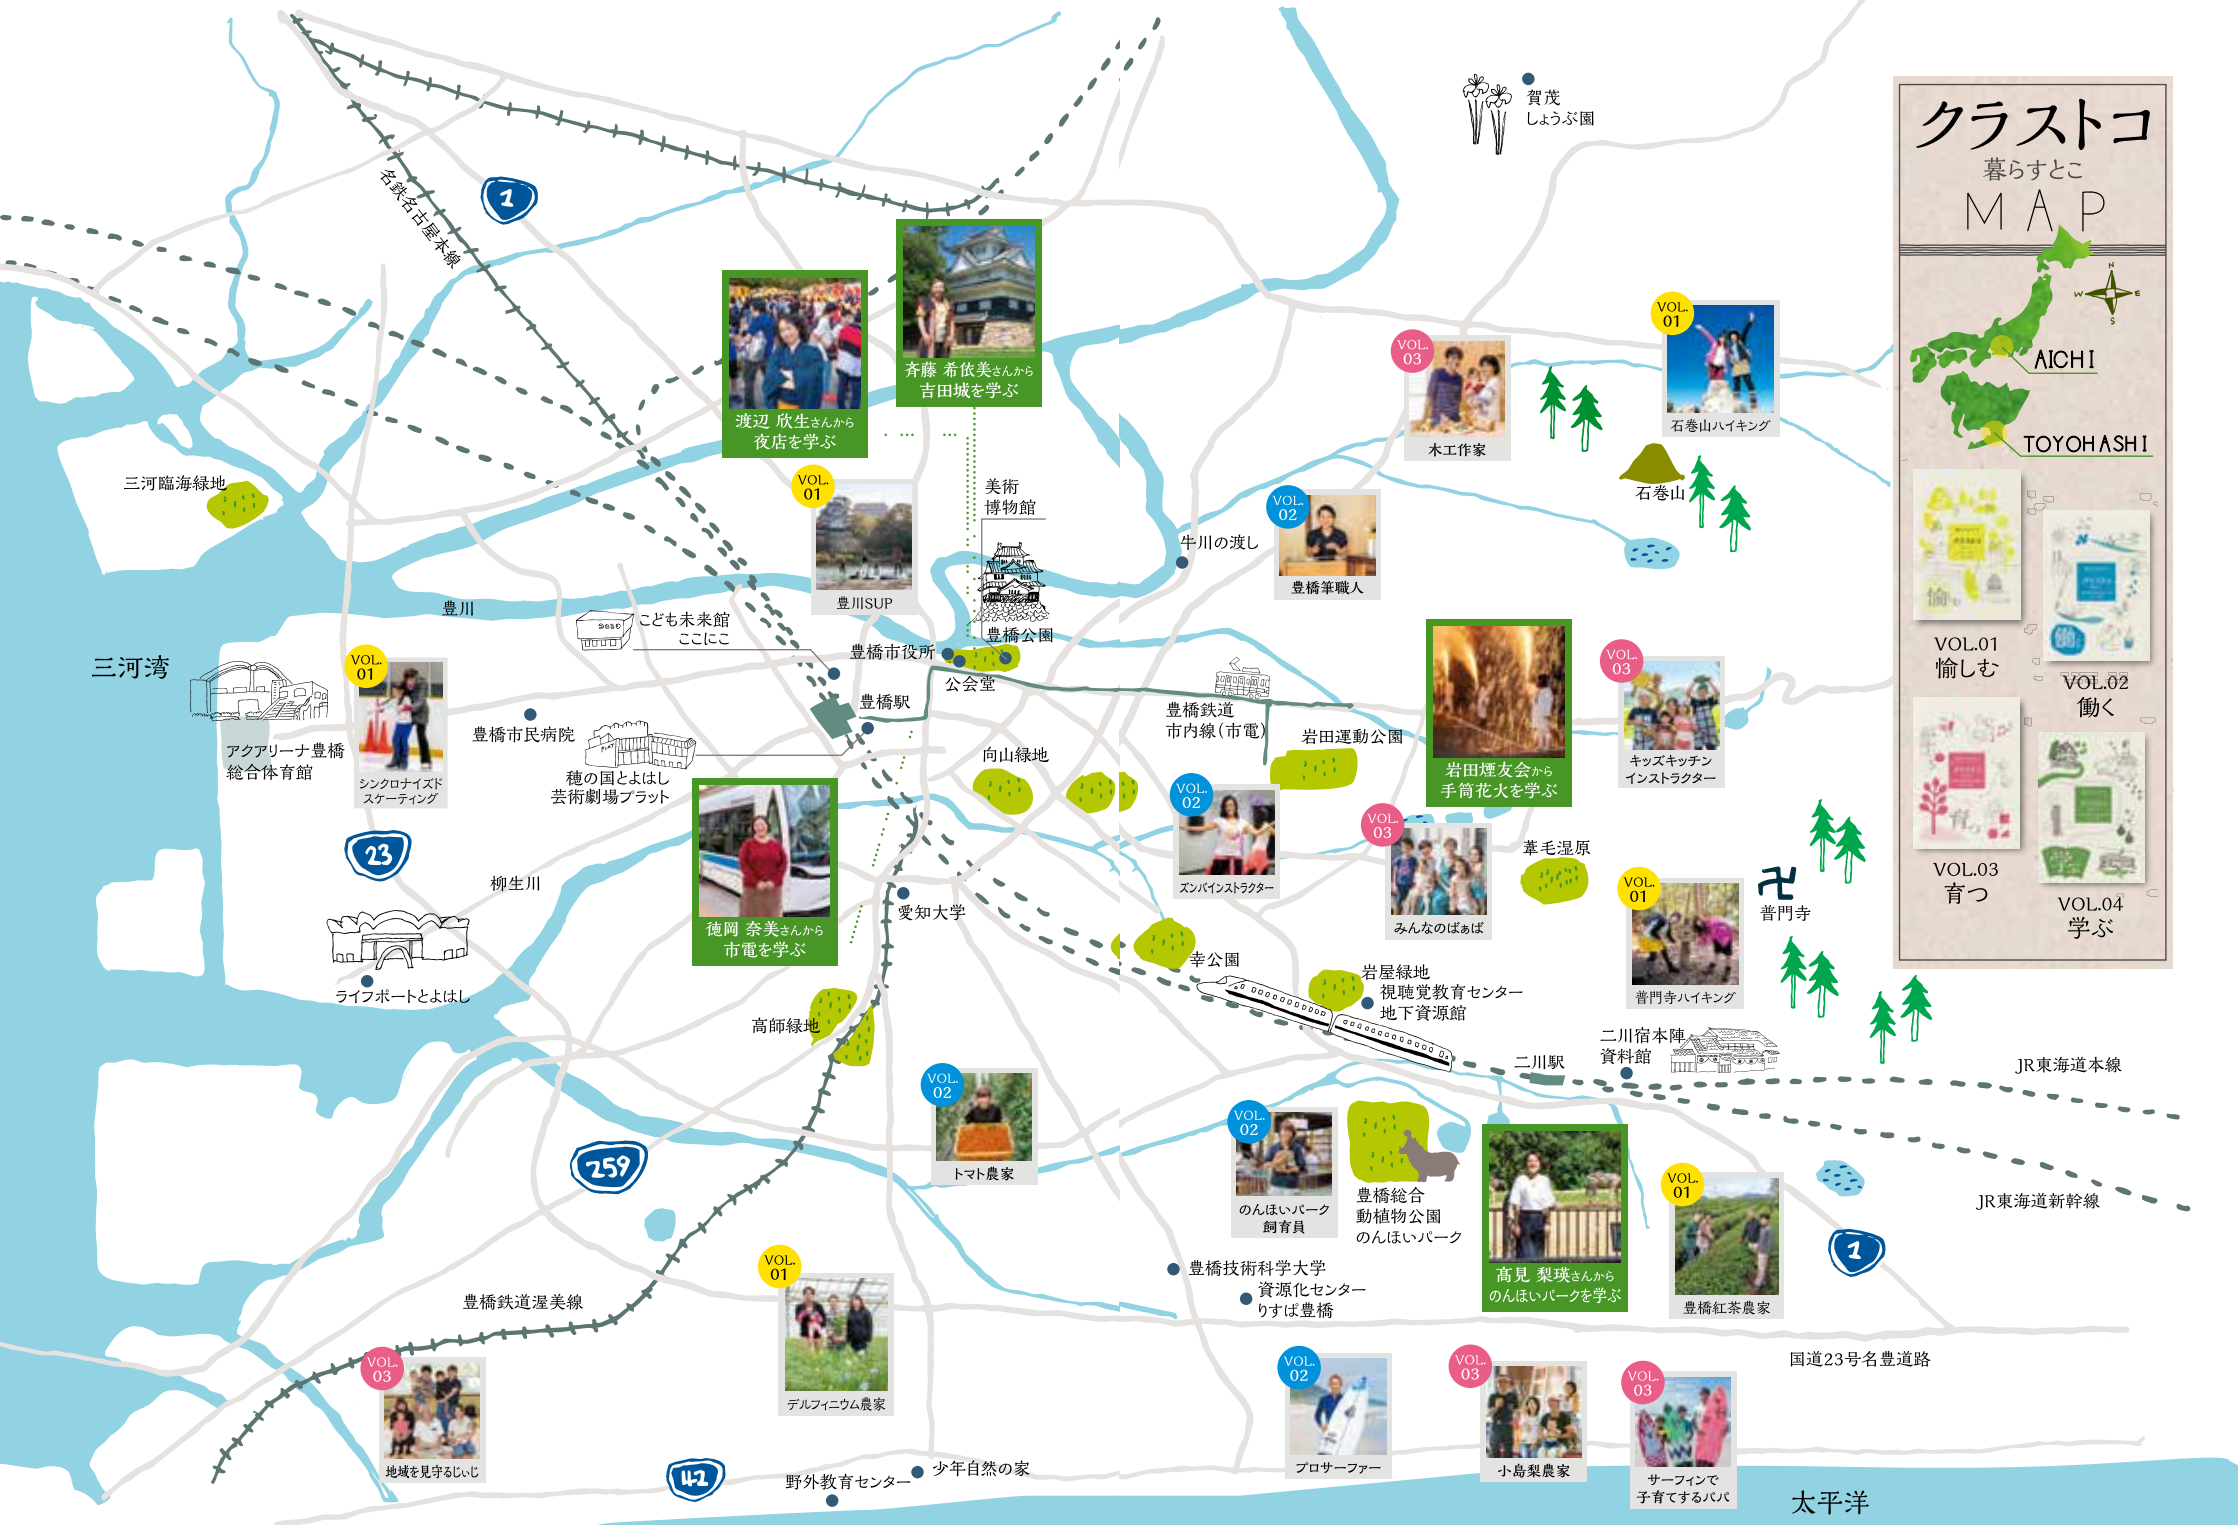 賀茂
しょうぶ園
クラストコ
暮らすとこ
MAP
N
W
E
S
AICHI
TOYOHASHI
VOL.01
愉しむ
VOL.02
働く
VOL.03
育つ
VOL.04
学ぶ
名鉄名古屋本線
1
斉藤 希依美さんから
吉田城を学ぶ
渡辺 欣生さんから
夜店を学ぶ
VOL.
03
木工作家
VOL.
01
石巻山ハイキング
石巻山
三河臨海緑地
VOL.
01
豊川SUP
美術
博物館
VOL.
02
豊橋筆職人
牛川の渡し
豊川
こども未来館
ここにこ
豊橋市役所
豊橋公園
公会堂
三河湾
VOL.
01
シンクロナイズド
スケーティング
アクアリーナ豊橋
総合体育館
豊橋市民病院
豊橋駅
穂の国とよはし
芸術劇場プラット
PLAT
向山緑地
豊橋鉄道
市内線(市電)
岩田運動公園
岩田煙友会から
手筒花火を学ぶ
VOL.
03
キッズキッチン
インストラクター
23
徳岡 奈美さんから
市電を学ぶ
VOL.
02
ズンバインストラクター
VOL.
03
みんなのばぁば
葦毛湿原
VOL.
01
普門寺ハイキング
普門寺
柳生川
愛知大学
ライフポートとよはし
高師緑地
幸公園
岩屋緑地
視聴覚教育センター
地下資源館
二川駅
二川宿本陣
資料館
JR東海道本線
JR東海道新幹線
VOL.
02
トマト農家
259
VOL.
02
のんほいパーク
飼育員
豊橋総合
動植物公園
のんほいパーク
髙見 梨瑛さんから
のんほいパークを学ぶ
VOL.
01
豊橋紅茶農家
1
豊橋技術科学大学
資源化センター
りすぱ豊橋
豊橋鉄道渥美線
VOL.
01
デルフィニウム農家
国道23号名豊道路
VOL.
03
地域を見守るじぃじ
VOL.
02
プロサーファー
VOL.
03
小島梨農家
VOL.
03
サーフィンで
子育てするパパ
42
野外教育センター
少年自然の家
太平洋